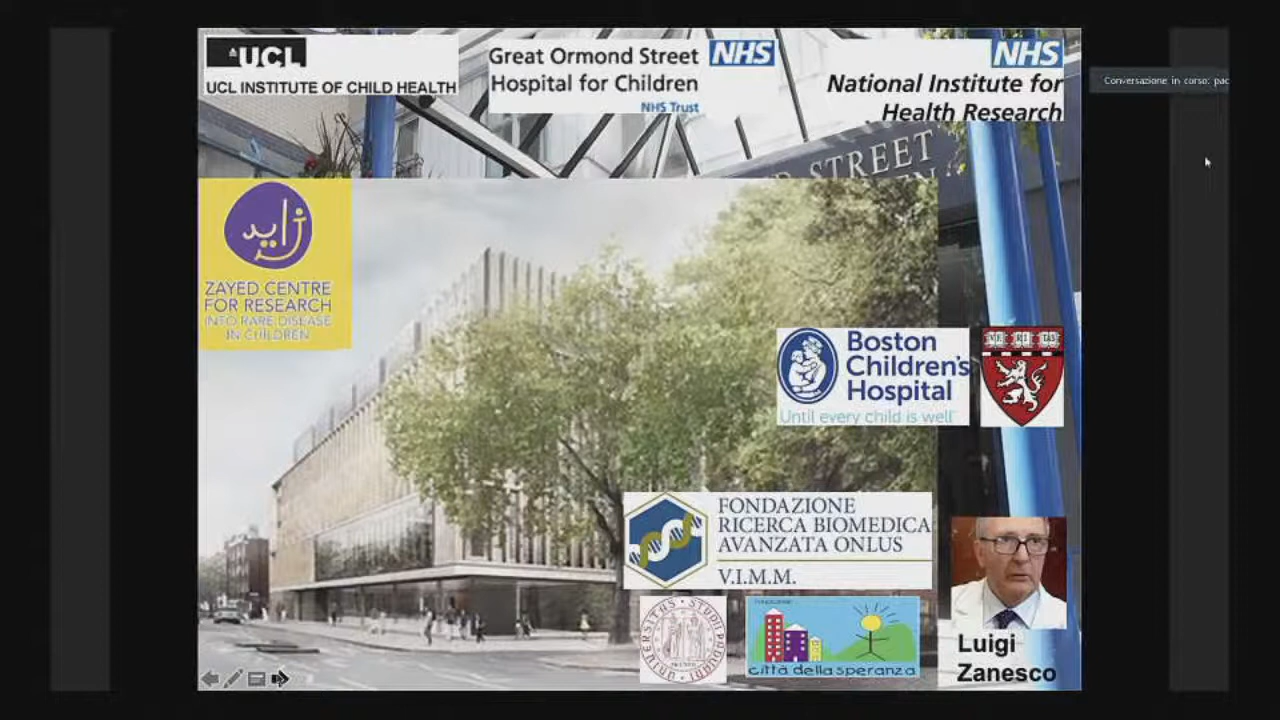 UCL
UCL INSTITUTE OF CHILD HEALTH
Great Ormond Street
Hospital for Children
NHS
NHS Trust
NHS
National Institute for
Health Research
Conversazione in corso: pac
STREET
زايد
ZAYED CENTRE
FOR RESEARCH
INTO RARE DISEASE
IN CHILDREN
Boston
Children's
Hospital
Until every child is well
FONDAZIONE
RICERCA BIOMEDICA
AVANZATA ONLUS
V.I.M.M.
città della speranza
Luigi
Zanesco